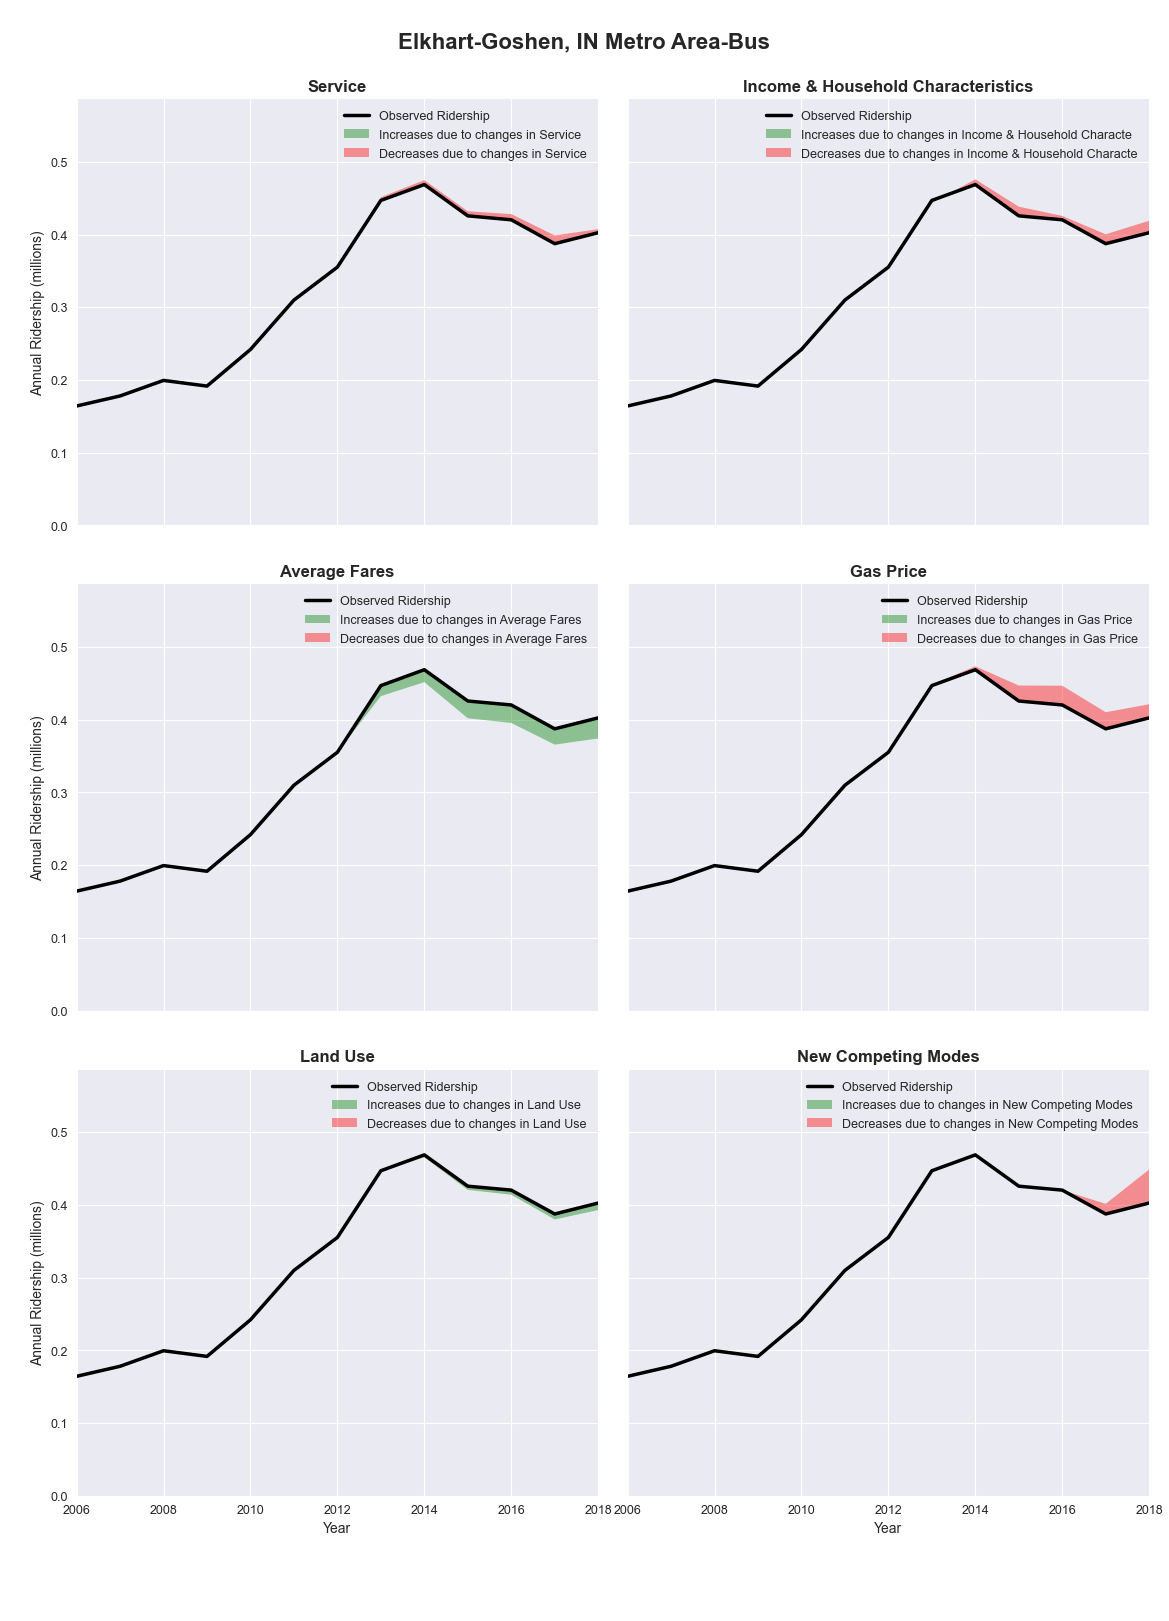 Elkhart-Goshen, IN Metro Area-Bus
Service
Observed Ridership
Increases due to changes in Service
Decreases due to changes in Service
0.5
0.4
0.3
0.2
0.1
0.0
Annual Ridership (millions)
Income & Household Characteristics
Observed Ridership
Increases due to changes in Income & Household Characte
Decreases due to changes in Income & Household Characte
Average Fares
Observed Ridership
Increases due to changes in Average Fares
Decreases due to changes in Average Fares
0.5
0.4
0.3
0.2
0.1
0.0
Annual Ridership (millions)
Gas Price
Observed Ridership
Increases due to changes in Gas Price
Decreases due to changes in Gas Price
Land Use
Observed Ridership
Increases due to changes in Land Use
Decreases due to changes in Land Use
0.5
0.4
0.3
0.2
0.1
0.0
Annual Ridership (millions)
2006 2008 2010 2012 2014 2016 2018
Year
New Competing Modes
Observed Ridership
Increases due to changes in New Competing Modes
Decreases due to changes in New Competing Modes
2006 2008 2010 2012 2014 2016 2018
Year